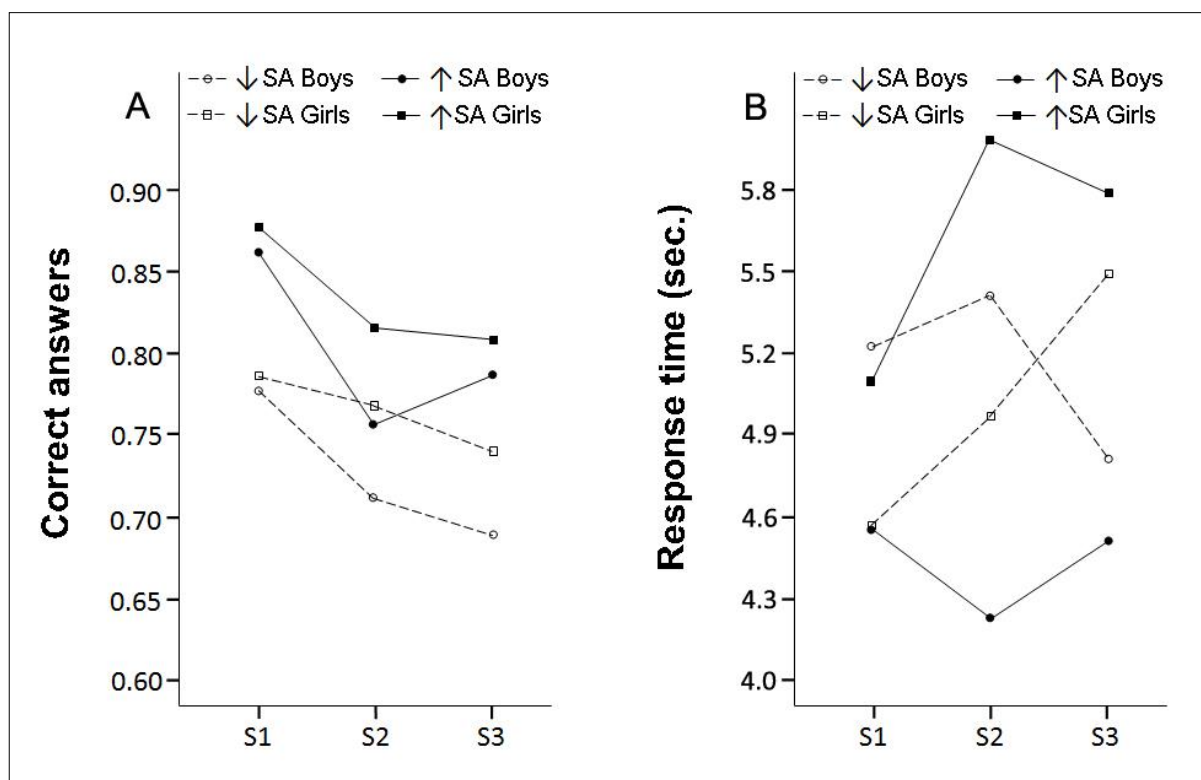 A
↓ SA Boys ↑ SA Boys
↓ SA Girls ↑ SA Girls
Correct answers
0.90
0.85
0.80
0.75
0.70
0.65
0.60
S1 S2 S3
B
↓ SA Boys ↑ SA Boys
↓ SA Girls ↑ SA Girls
Response time (sec.)
5.8
5.5
5.2
4.9
4.6
4.3
4.0
S1 S2 S3